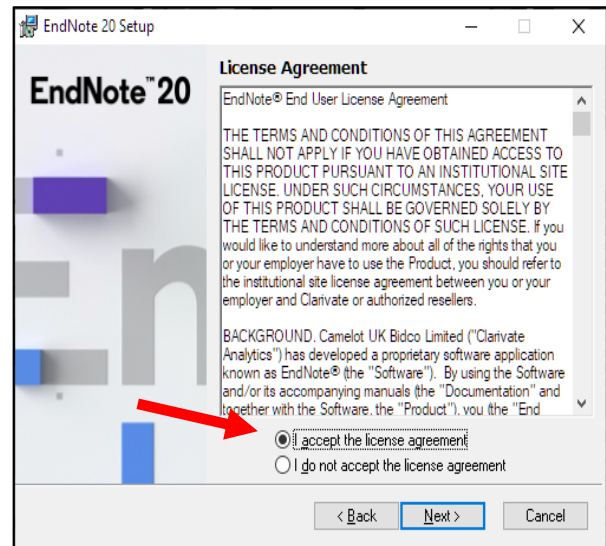 EndNote 20 Setup
EndNote™20
License Agreement
EndNote® End User License Agreement
THE TERMS AND CONDITIONS OF THIS AGREEMENT
SHALL NOT APPLY IF YOU HAVE OBTAINED ACCESS TO
THIS PRODUCT PURSUANT TO AN INSTITUTIONAL SITE
LICENSE. UNDER SUCH CIRCUMSTANCES, YOUR USE
OF THIS PRODUCT SHALL BE GOVERNED SOLELY BY
THE TERMS AND CONDITIONS OF SUCH LICENSE. If you
would like to understand more about all of the rights that you
or your employer have to use the Product, you should refer to
the institutional site license agreement between you or your
employer and Clarivate or authorized resellers.
BACKGROUND. Camelot UK Bidco Limited ("Clarivate
Analytics") has developed a proprietary software application
known as EndNote® (the "Software"). By using the Software
and/or its accompanying manuals (the "Documentation" and
together with the Software, the "Product"), you (the "End
I accept the license agreement
I do not accept the license agreement
< Back
Next >
Cancel